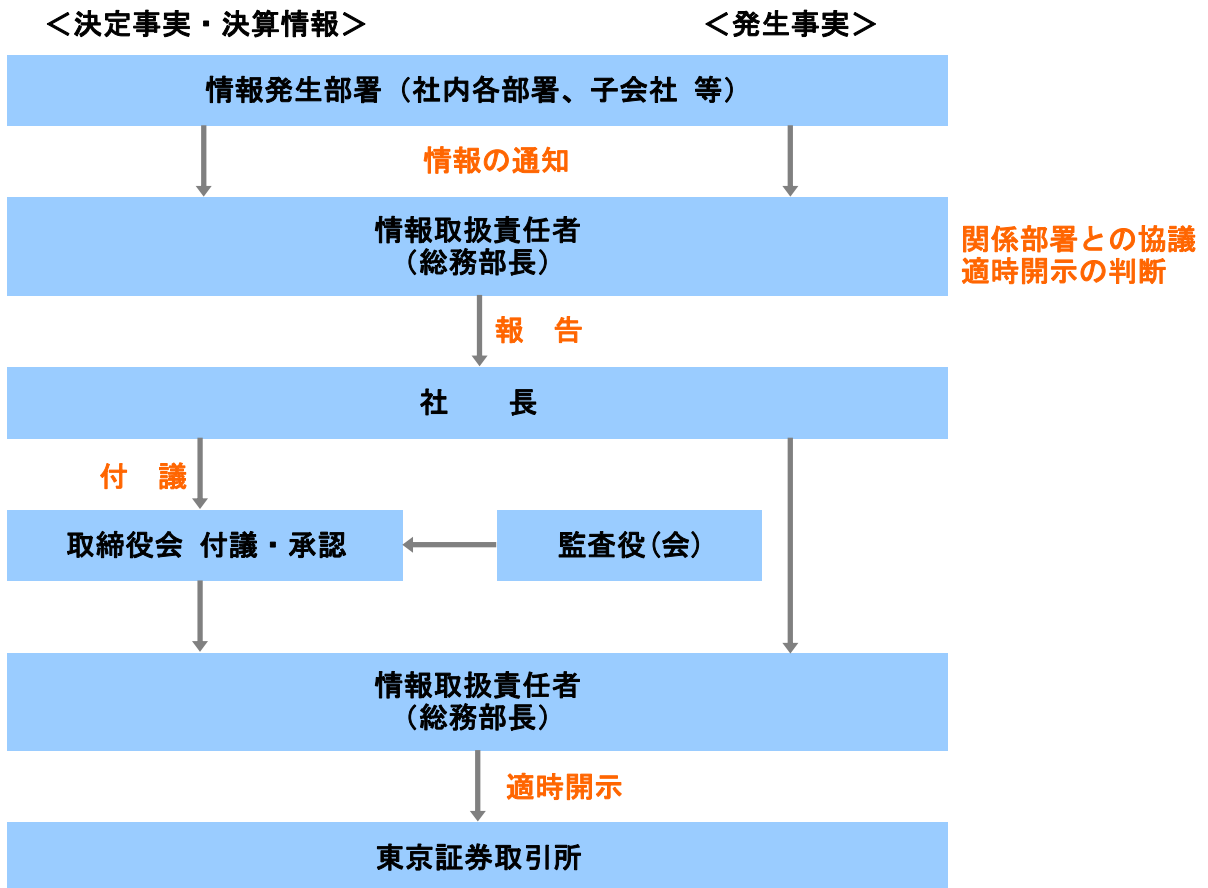 ＜決定事実・決算情報＞
＜発生事実＞
情報発生部署（社内各部署、子会社 等）
情報の通知
情報取扱責任者
（総務部長）
関係部署との協議
適時開示の判断
報　告
社　　長
付　議
取締役会 付議・承認
監査役(会)
情報取扱責任者
（総務部長）
適時開示
東京証券取引所